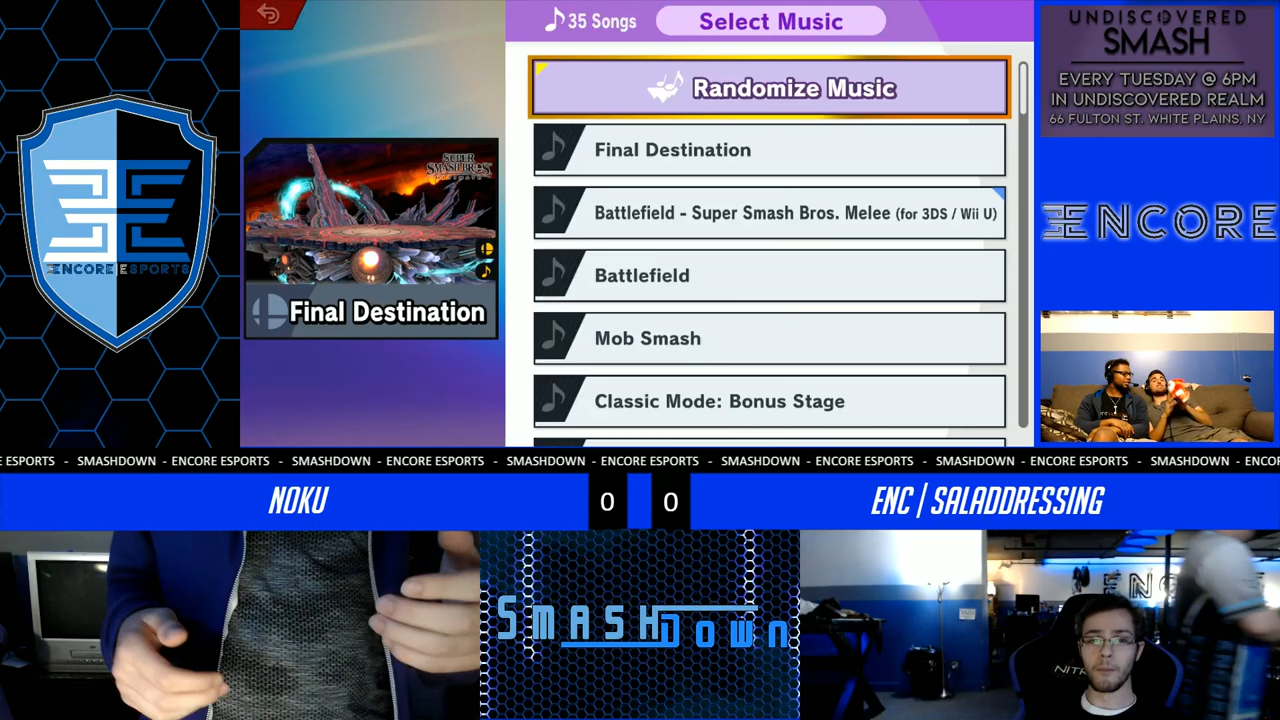 35 Songs
Select Music
Randomize Music
Final Destination
Battlefield - Super Smash Bros. Melee (for 3DS / Wii U)
Battlefield
Mob Smash
Classic Mode: Bonus Stage
SUPER
SMASH BROS.
ULTIMATE
Final Destination
ENCORE ESPORTS
UNDISCOVERED
SMASH
EVERY TUESDAY @ 6PM
IN UNDISCOVERED REALM
66 FULTON ST. WHITE PLAINS, NY
ENCORE
E ESPORTS - SMASHDOWN - ENCORE ESPORTS - SMASHDOWN - ENCORE ESPORTS - SMASHDOWN - ENCORE ESPORTS - SMASHDOWN - ENCORE ESPORTS - SMASHDOWN - ENCORE ESPORTS - SMASHDOWN - ENCO
NOKU
0
0
ENC | SALADDRESSING
SMASH
DOWN